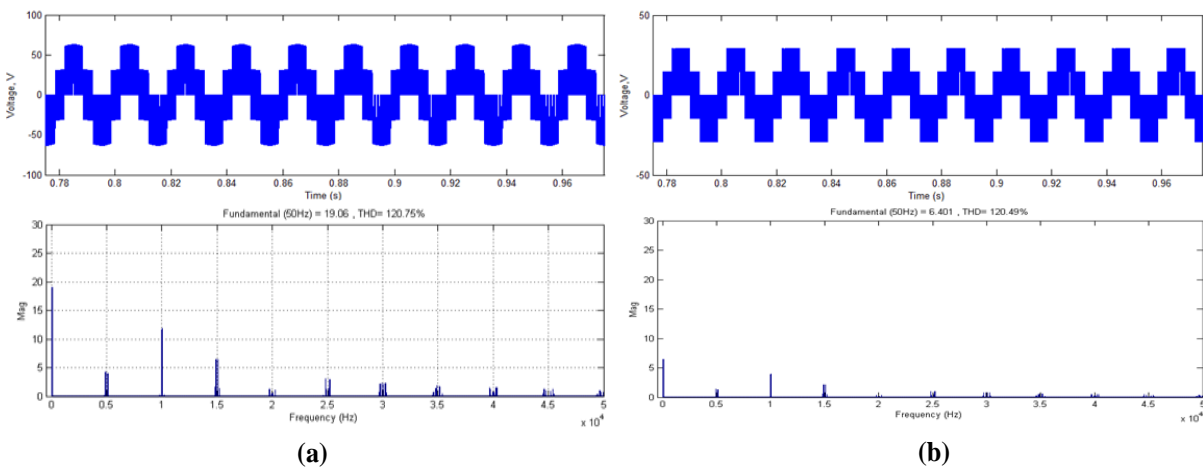 100
50
0
-50
-100
Voltage,V
0.78 0.8 0.82 0.84 0.86 0.88 0.9 0.92 0.94 0.96
Time (s)
Fundamental (50Hz) = 19.06 , THD= 120.75%
30
25
20
15
10
5
0
Mag
0 0.5 1 1.5 2 2.5 3 3.5 4 4.5 5
Frequency (Hz)
x 10^4
(a)
50
0
-50
Voltage,V
0.78 0.8 0.82 0.84 0.86 0.88 0.9 0.92 0.94 0.96
Time (s)
Fundamental (50Hz) = 6.401 , THD= 120.49%
30
25
20
15
10
5
0
Mag
0 0.5 1 1.5 2 2.5 3 3.5 4 4.5 5
Frequency (Hz)
x 10^4
(b)